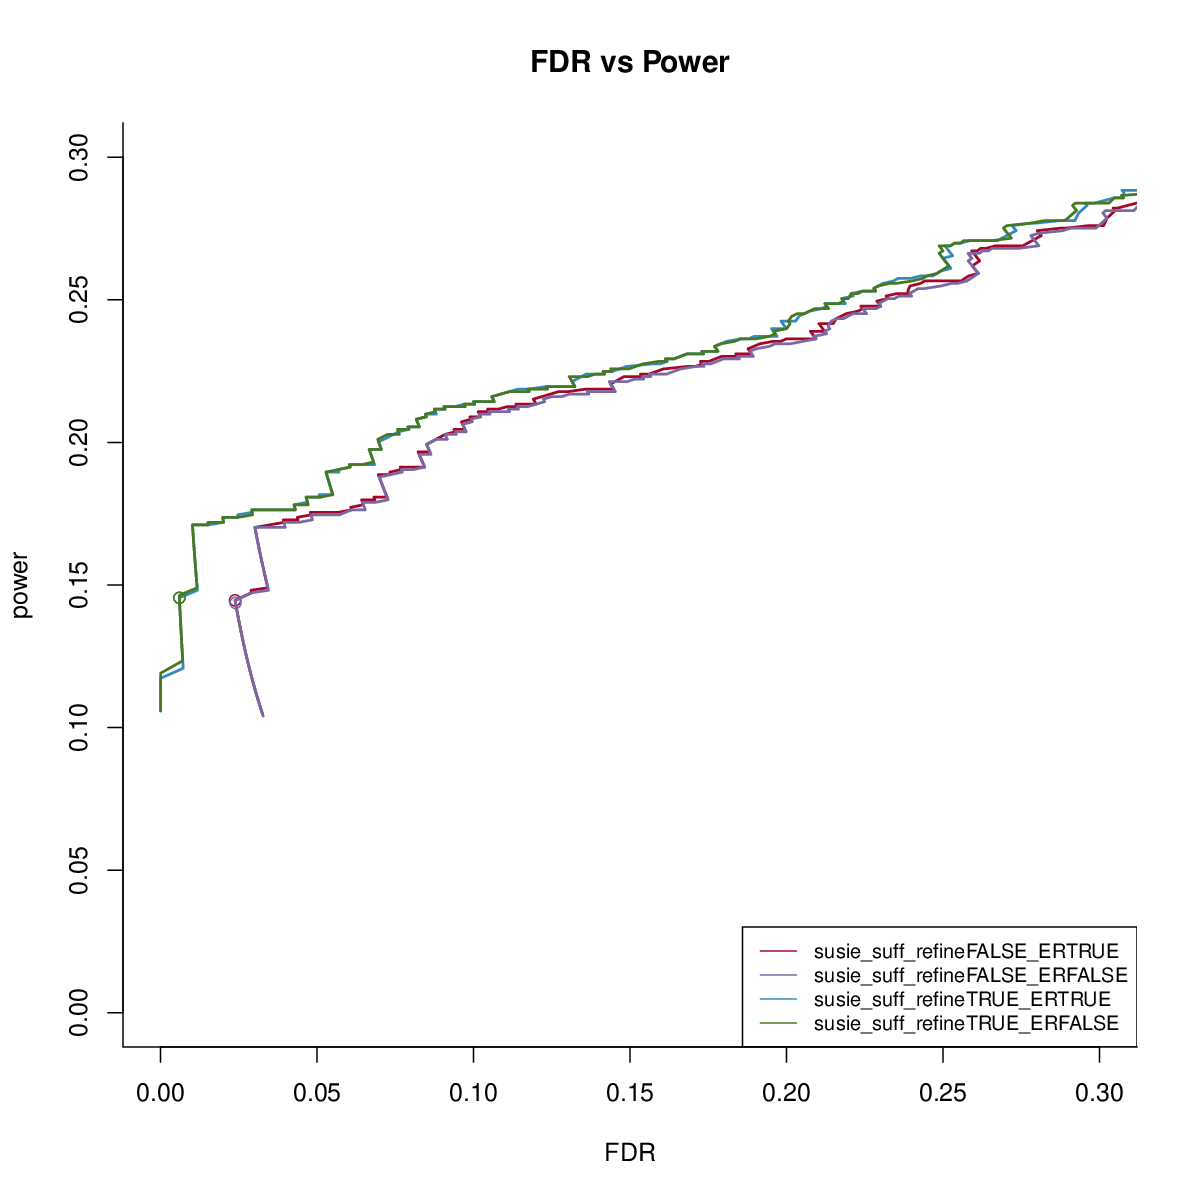 FDR vs Power
0.30
0.25
0.20
0.15
0.10
0.05
0.00
power
susie_suff_refineFALSE_ERTRUE
susie_suff_refineFALSE_ERFALSE
susie_suff_refineTRUE_ERTRUE
susie_suff_refineTRUE_ERFALSE
0.00 0.05 0.10 0.15 0.20 0.25 0.30
FDR